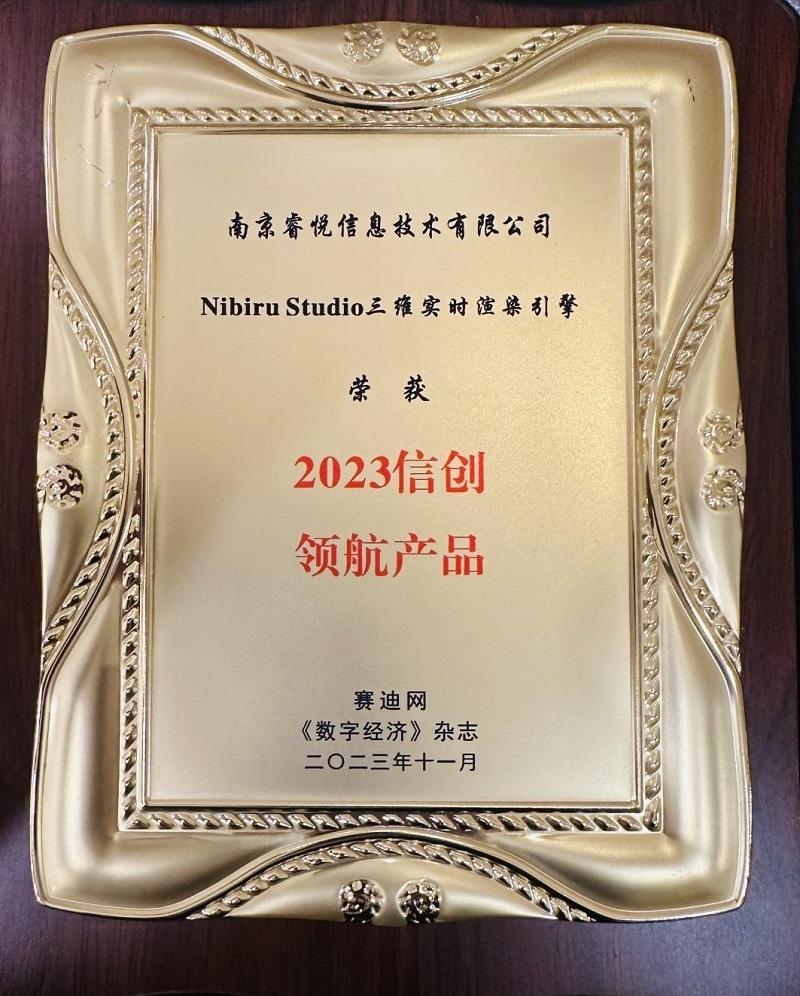 南京睿悦信息技术有限公司
Nibiru Studio三维实时渲染引擎
荣 获
2023信创
领航产品
赛迪网
《数字经济》杂志
二〇二三年十一月